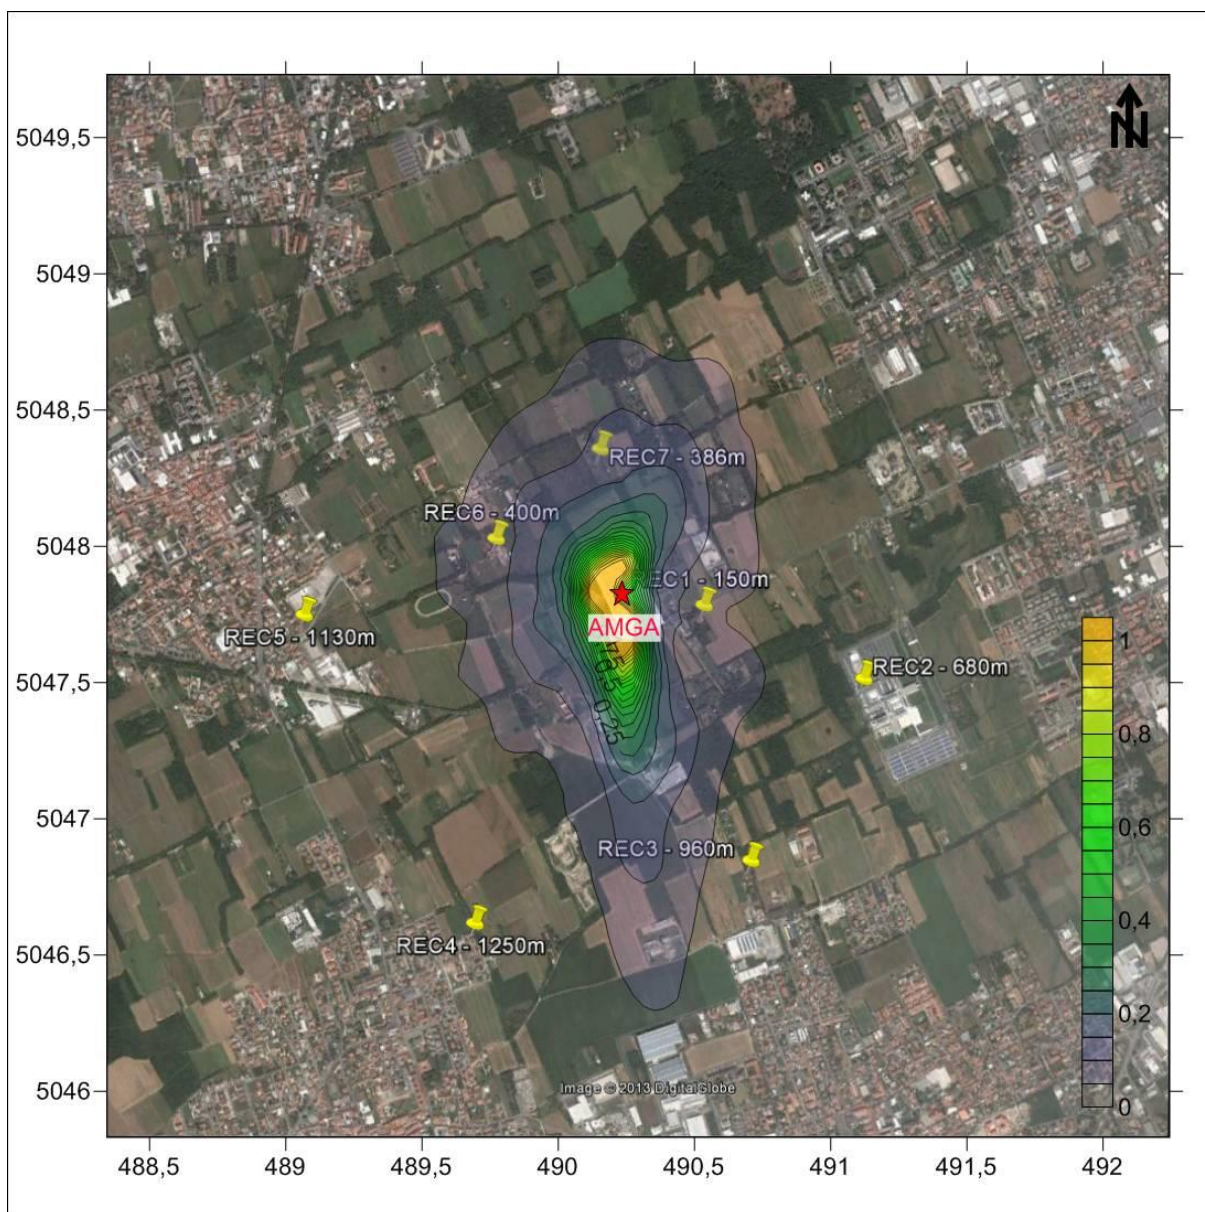 N
5049,5
5049
5048,5
REC7 - 386m
REC6 - 400m
5048
REC1 - 150m
AMGA
REC5 - 1130m
REC2 - 680m
5047,5
0,25
1
0,8
0,6
0,4
0,2
0
5047
REC3 - 960m
REC4 - 1250m
5046,5
5046
Image © 2013 DigitalGlobe
488,5 489 489,5 490 490,5 491 491,5 492